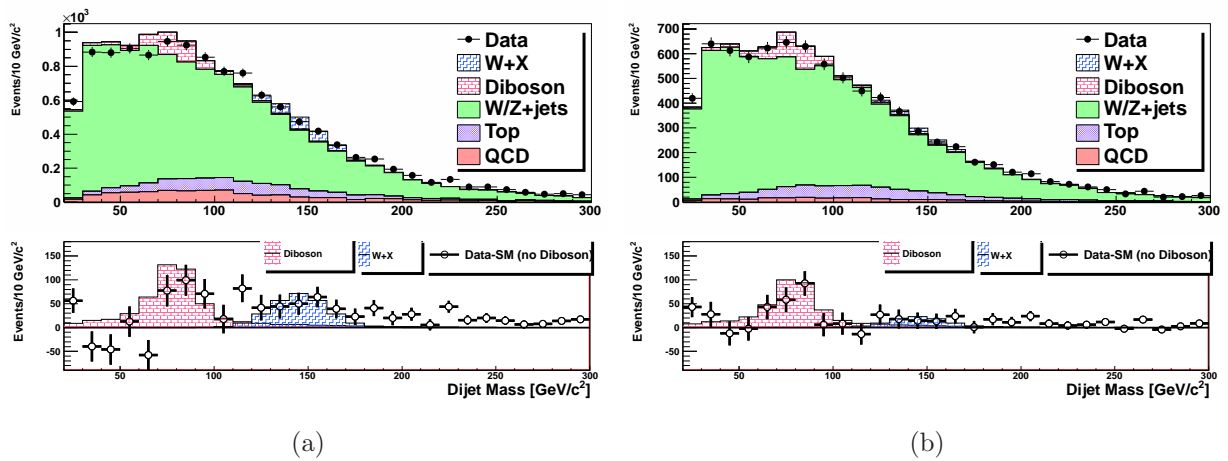 ×10³
Events/10 GeV/c²
1
0.8
0.6
0.4
0.2
0
50 100 150 200 250 300
Data
W+X
Diboson
W/Z+jets
Top
QCD
Events/10 GeV/c²
150
100
50
0
-50
Diboson
W+X
Data-SM (no Diboson)
50 100 150 200 250 300
Dijet Mass [GeV/c²]
(a)
Events/10 GeV/c²
700
600
500
400
300
200
100
0
50 100 150 200 250 300
Data
W+X
Diboson
W/Z+jets
Top
QCD
Events/10 GeV/c²
150
100
50
0
-50
Diboson
W+X
Data-SM (no Diboson)
50 100 150 200 250 300
Dijet Mass [GeV/c²]
(b)